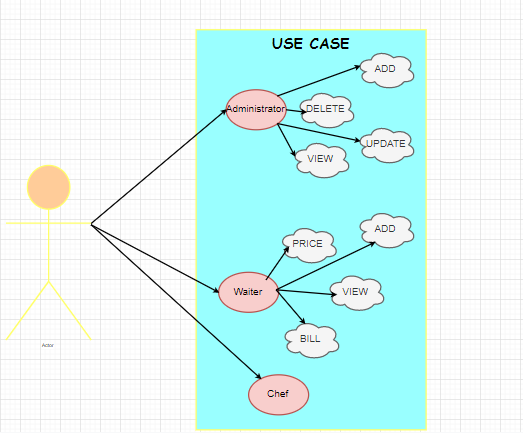 USE CASE
ADD
Administrator
DELETE
UPDATE
VIEW
ADD
PRICE
Waiter
VIEW
BILL
Actor
Chef